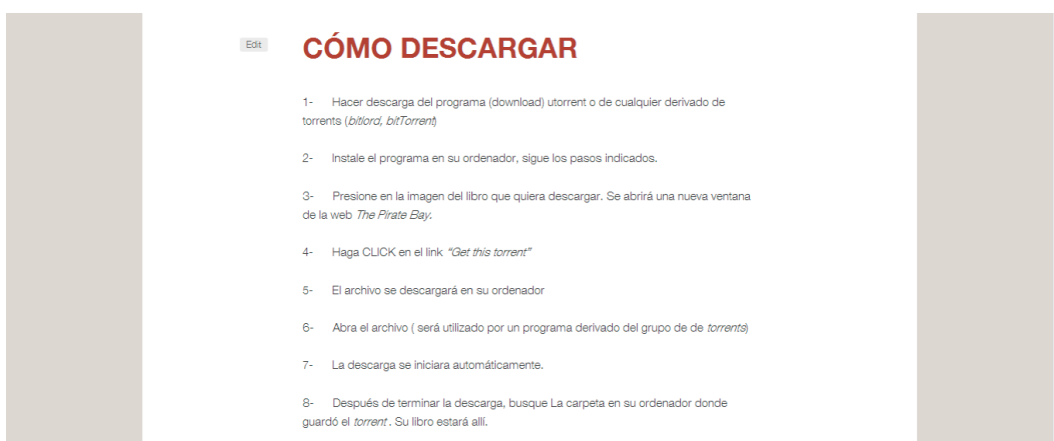 Edit
CÓMO DESCARGAR
1- Hacer descarga del programa (download) utorrent o de cualquier derivado de
torrents (bitlord, bitTorrent)
2- Instale el programa en su ordenador, sigue los pasos indicados.
3- Presione en la imagen del libro que quiera descargar. Se abrirá una nueva ventana
de la web The Pirate Bay.
4- Haga CLICK en el link “Get this torrent”
5- El archivo se descargará en su ordenador
6- Abra el archivo ( será utilizado por un programa derivado del grupo de de torrents)
7- La descarga se iniciara automáticamente.
8- Después de terminar la descarga, busque La carpeta en su ordenador donde
guardó el torrent . Su libro estará allí.